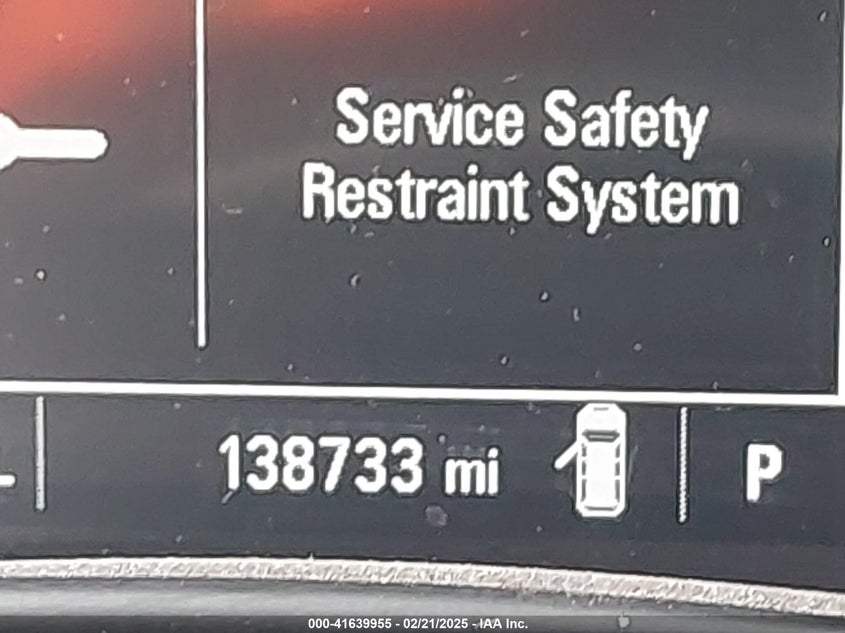 Service Safety
Restraint System
138733 mi
P
000-41639955 - 02/21/2025 - IAA Inc.